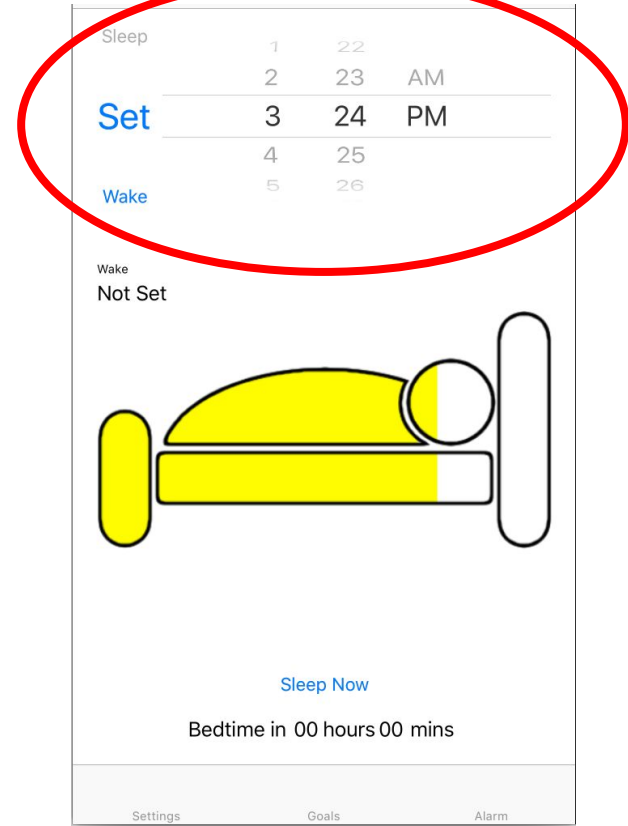 Sleep
1 22
2 23 AM
Set 3 24 PM
4 25
5 26
Wake
Wake
Not Set
Sleep Now
Bedtime in 00 hours 00 mins
Settings Goals Alarm